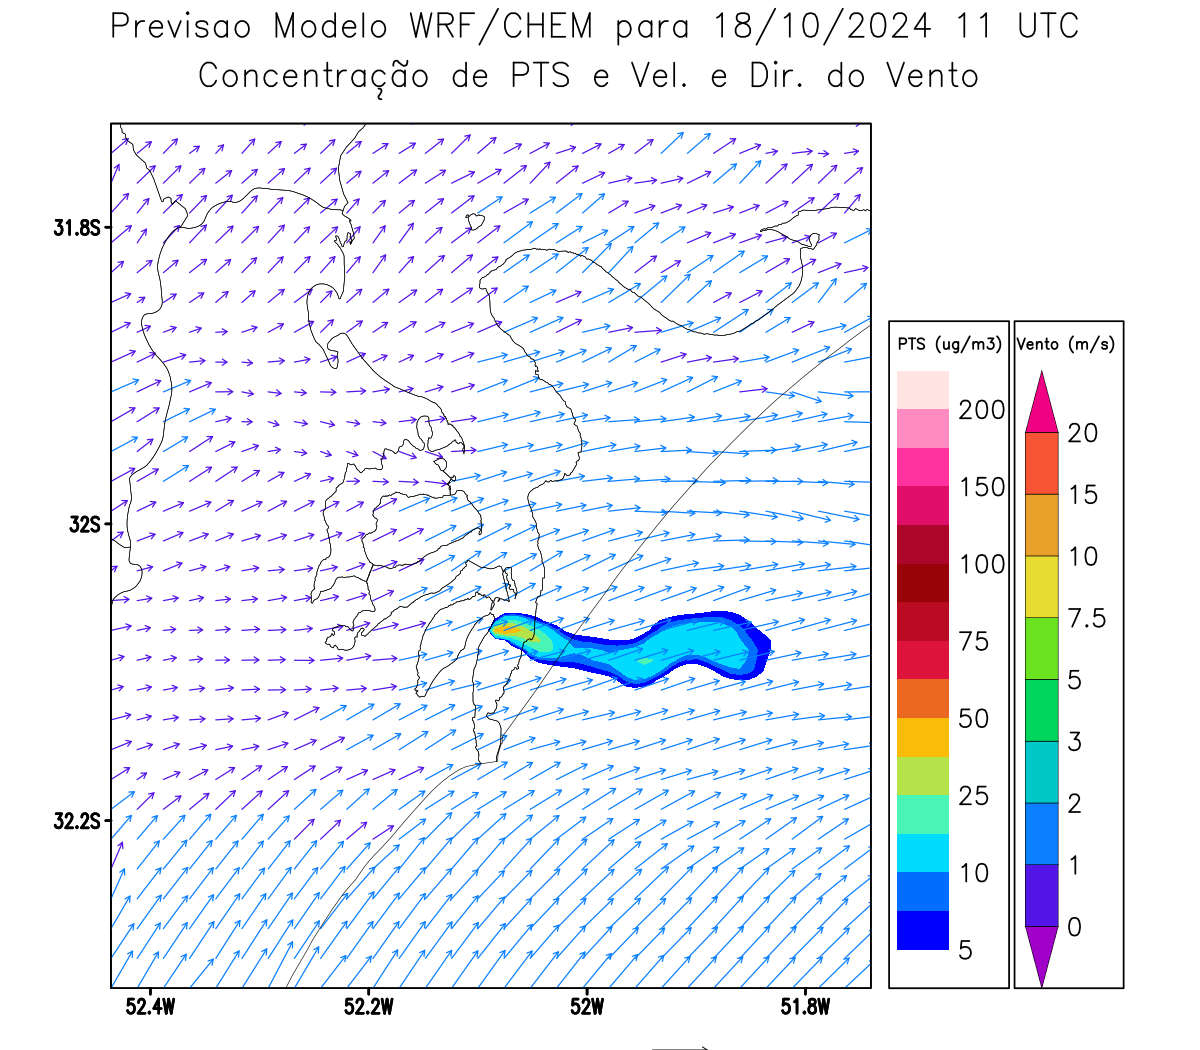 Previsao Modelo WRF/CHEM para 18/10/2024 11 UTC
Concentração de PTS e Vel. e Dir. do Vento
31.8S
32S
32.2S
52.4W
52.2W
52W
51.8W
PTS (ug/m3)
200
150
100
75
50
25
10
5
Vento (m/s)
20
15
10
7.5
5
3
2
1
0